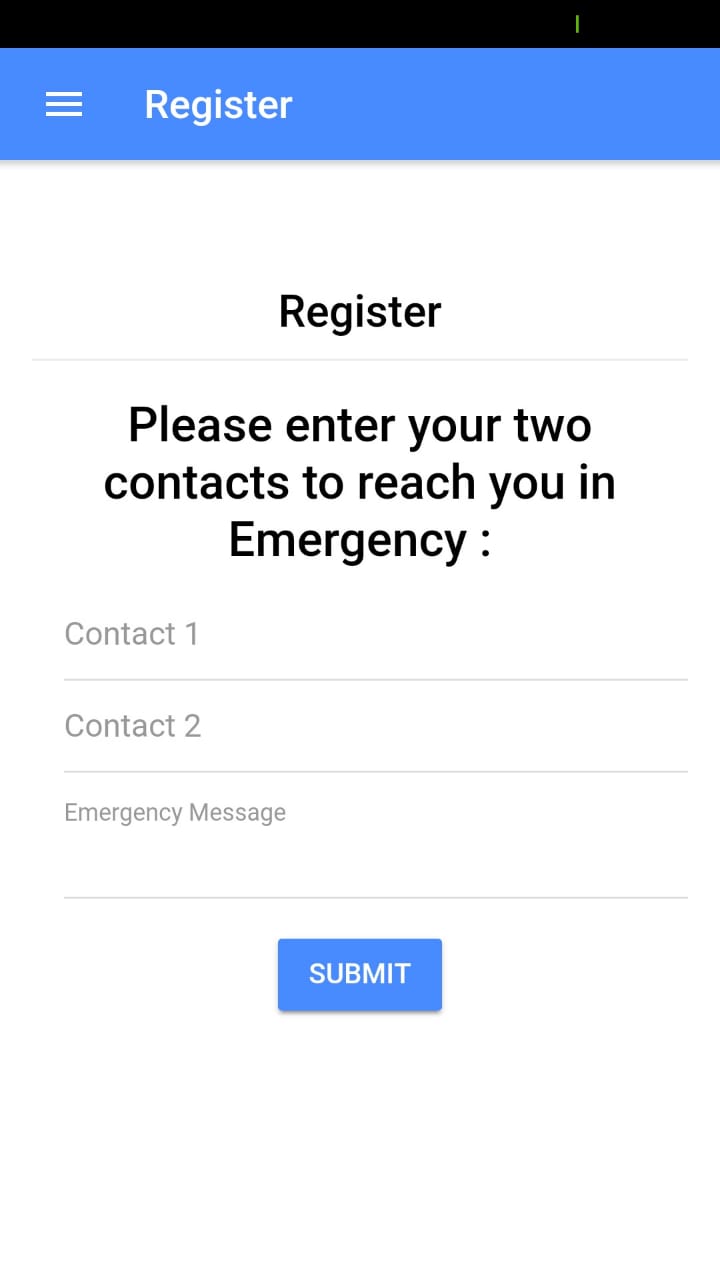 Register
Register
Please enter your two
contacts to reach you in
Emergency :
Contact 1
Contact 2
Emergency Message
SUBMIT